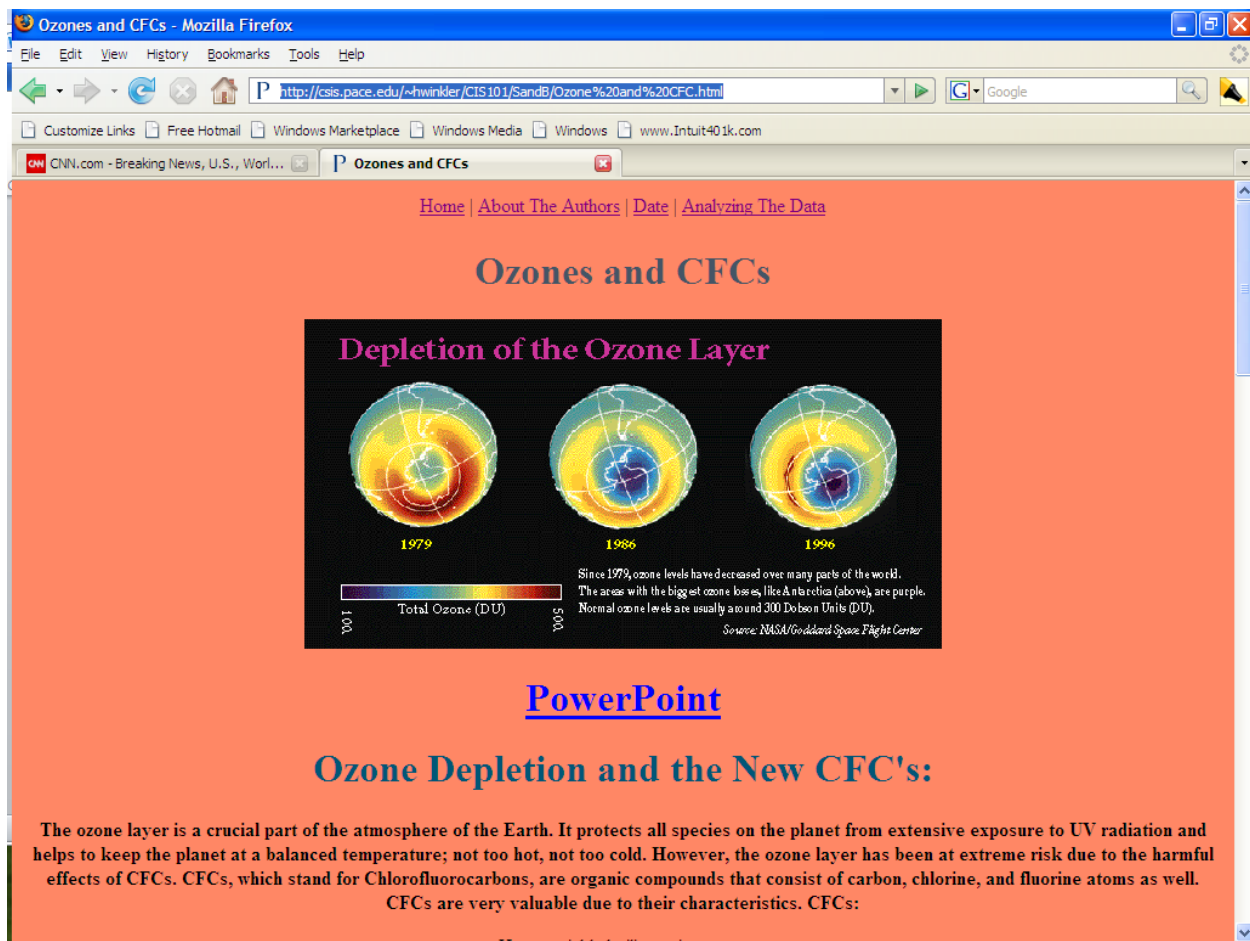 Ozones and CFCs - Mozilla Firefox
File Edit View History Bookmarks Tools Help
P http://csis.pace.edu/~hwinkler/CIS101/SandB/Ozone%20and%20CFC.html G Google
Customize Links Free Hotmail Windows Marketplace Windows Media Windows www.Intuit401k.com
CNN CNN.com - Breaking News, U.S., Worl... P Ozones and CFCs
Home | About The Authors | Date | Analyzing The Data
Ozones and CFCs
Depletion of the Ozone Layer
1979 1986 1996
Since 1979, ozone levels have decreased over many parts of the world.
The areas with the biggest ozone losses, like Antarctica (above), are purple.
Normal ozone levels are usually around 300 Dobson Units (DU).
Source: NASA/Goddard Space Flight Center
100 Total Ozone (DU) 500
PowerPoint
Ozone Depletion and the New CFC's:
The ozone layer is a crucial part of the atmosphere of the Earth. It protects all species on the planet from extensive exposure to UV radiation and
helps to keep the planet at a balanced temperature; not too hot, not too cold. However, the ozone layer has been at extreme risk due to the harmful
effects of CFCs. CFCs, which stand for Chlorofluorocarbons, are organic compounds that consist of carbon, chlorine, and fluorine atoms as well.
CFCs are very valuable due to their characteristics. CFCs: